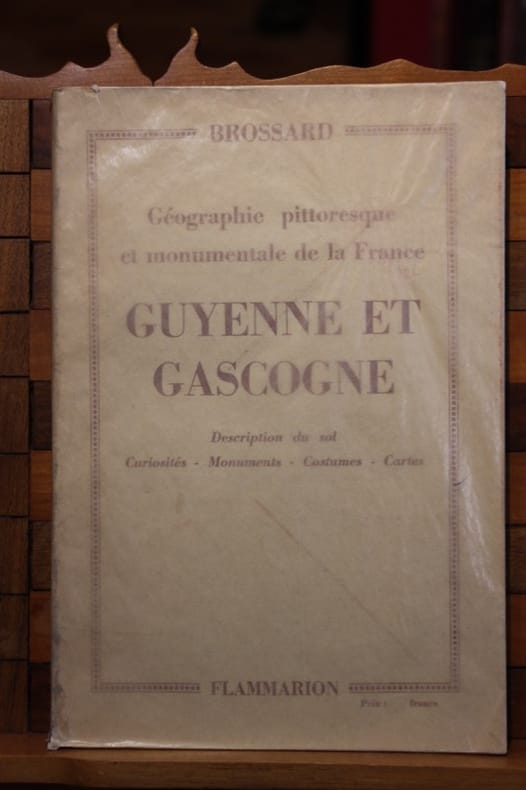 BROSSARD
Géographie pittoresque
et monumentale de la France
GUYENNE ET
GASCOGNE
Description du sol
Curiosités - Monuments - Costumes - Cartes
FLAMMARION
Prix : francs